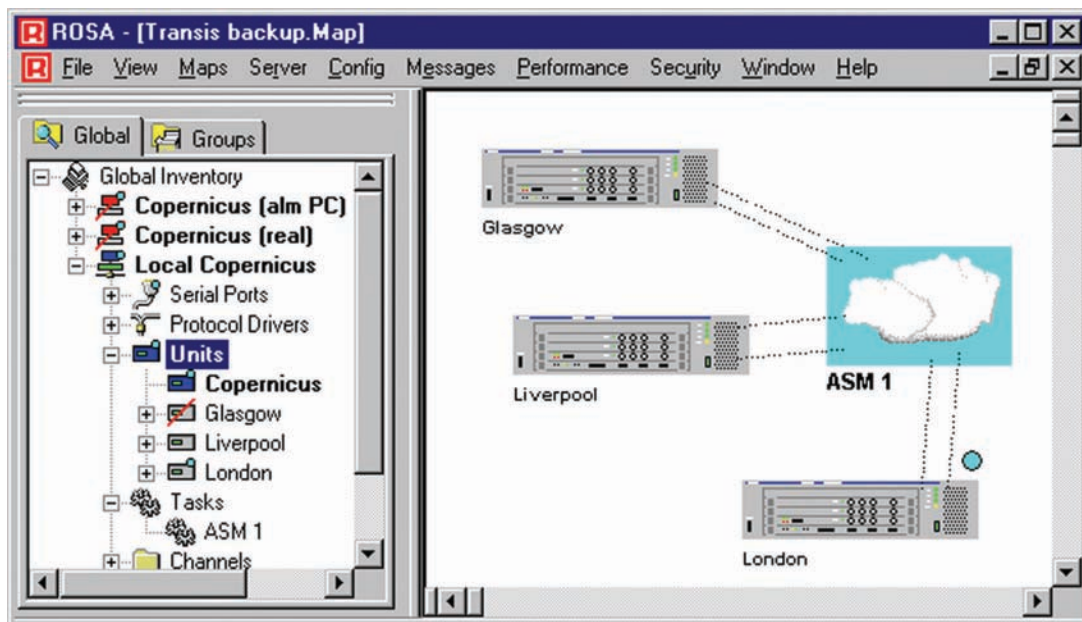 R ROSA - [Transis backup.Map]
R File View Maps Server Config Messages Performance Security Window Help
Global Groups
Global Inventory
Copernicus (alm PC)
Copernicus (real)
Local Copernicus
Serial Ports
Protocol Drivers
Units
Copernicus
Glasgow
Liverpool
London
Tasks
ASM 1
Channels
Glasgow
Liverpool
ASM 1
London